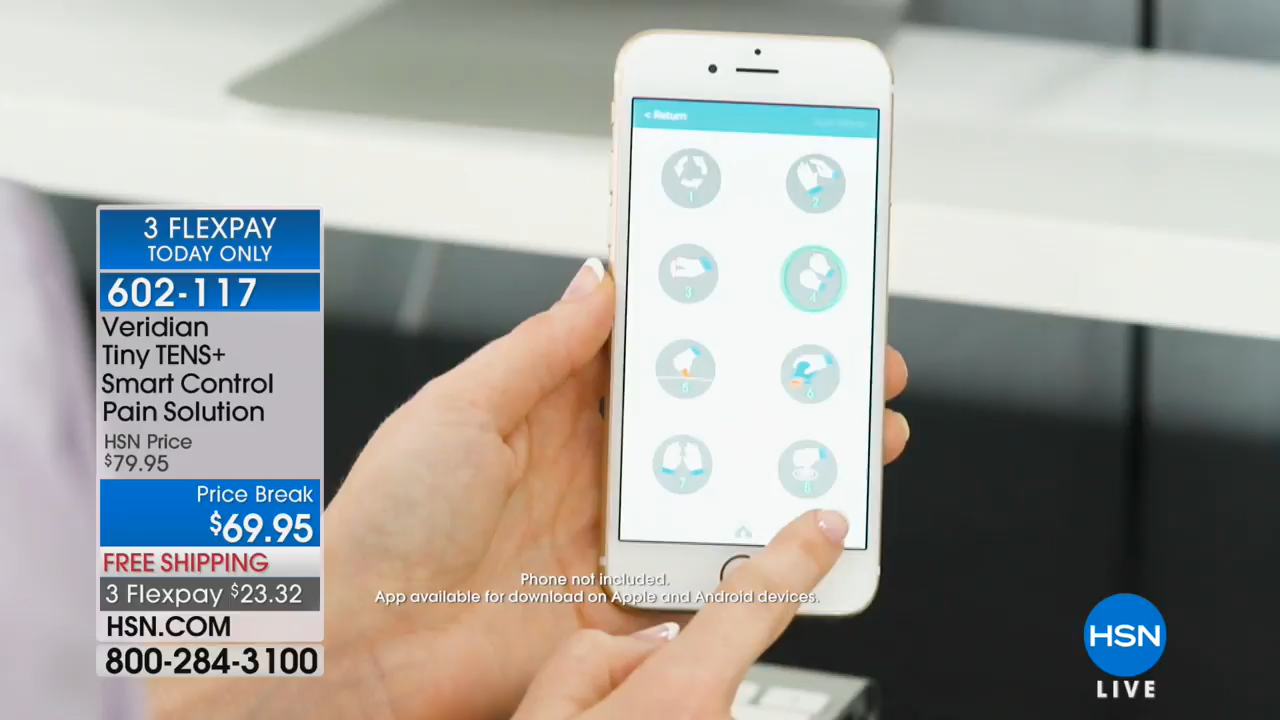 3 FLEXPAY
TODAY ONLY
602-117
Veridian
Tiny TENS+
Smart Control
Pain Solution
HSN Price
$79.95
Price Break
$69.95
FREE SHIPPING
3 Flexpay $23.32
HSN.COM
800-284-3100
< Return
1
2
3
4
5
6
7
8
Phone not included.
App available for download on Apple and Android devices.
HSN
LIVE